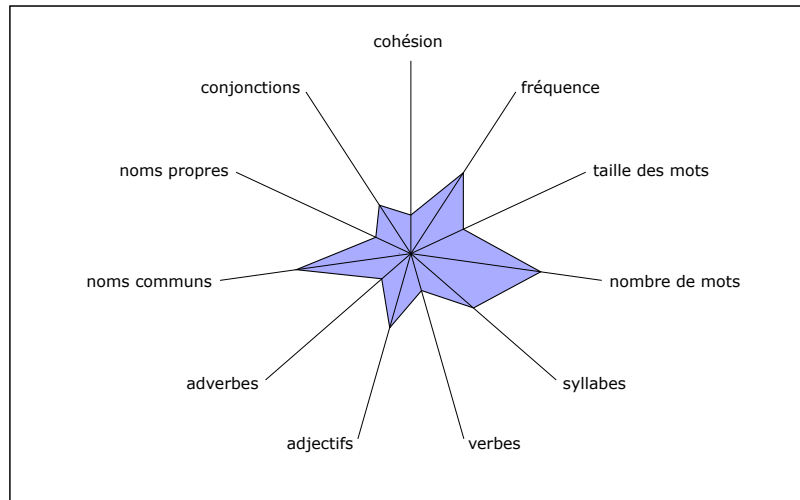 cohésion
conjonctions
fréquence
noms propres
taille des mots
noms communs
nombre de mots
adverbes
syllabes
adjectifs
verbes